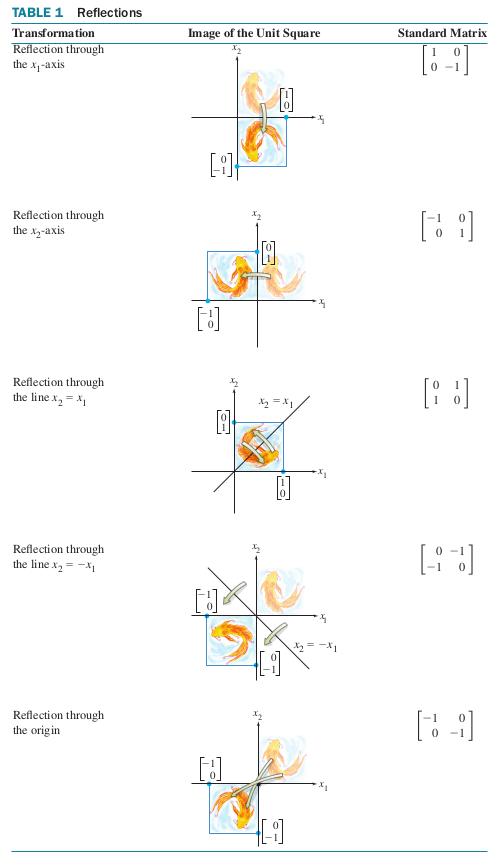 TABLE 1 Reflections
Transformation Image of the Unit Square Standard Matrix
Reflection through
the x₁-axis
x₂
[1
0]
x₁
[0
−1]
[1 0
0 −1]
Reflection through
the x₂-axis
x₂
[0
1]
x₁
[−1
0]
[−1 0
0 1]
Reflection through
the line x₂ = x₁
x₂
x₂ = x₁
[0
1]
x₁
[1
0]
[0 1
1 0]
Reflection through
the line x₂ = −x₁
x₂
[−1
0]
x₁
x₂ = −x₁
[0
−1]
[0 −1
−1 0]
Reflection through
the origin
x₂
[−1
0]
x₁
[0
−1]
[−1 0
0 −1]